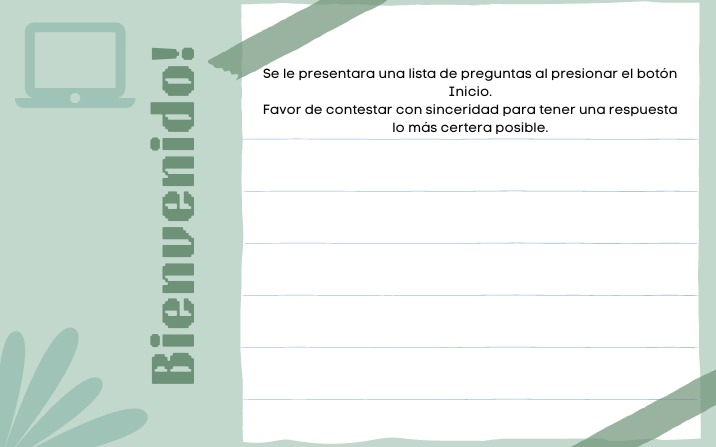 Bienvenido!
Se le presentara una lista de preguntas al presionar el botón
Inicio.
Favor de contestar con sinceridad para tener una respuesta
lo más certera posible.